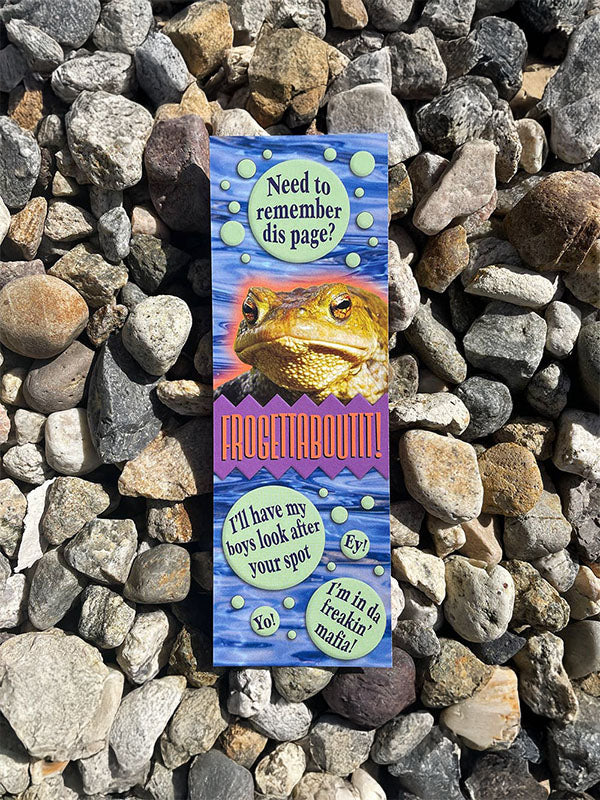 Need to
remember
dis page?
FROGETTABOUTIT!
I'll have my
boys look after
your spot
Ey!
Yo!
I'm in da
freakin'
mafia!